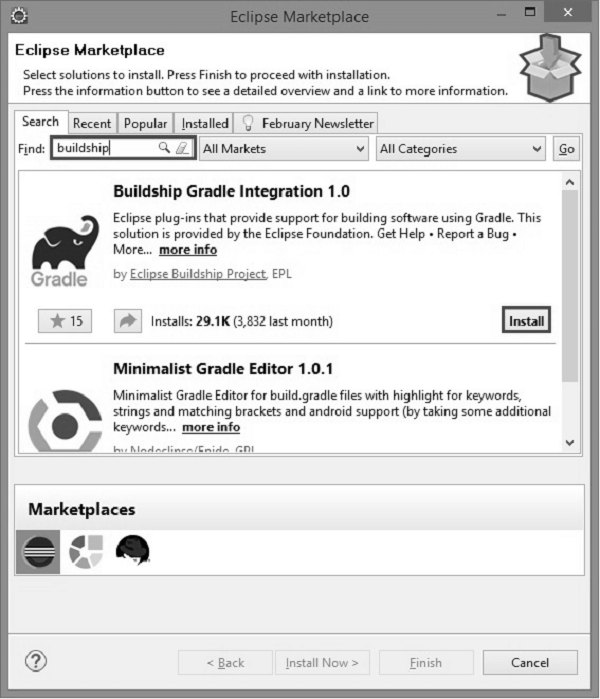 Eclipse Marketplace
Eclipse Marketplace
Select solutions to install. Press Finish to proceed with installation.
Press the information button to see a detailed overview and a link to more information.
Search Recent Popular Installed February Newsletter
Find: buildship All Markets All Categories Go
Buildship Gradle Integration 1.0
Eclipse plug-ins that provide support for building software using Gradle. This
solution is provided by the Eclipse Foundation. Get Help • Report a Bug •
More... more info
Gradle
by Eclipse Buildship Project, EPL
15 Installs: 29.1K (3,832 last month) Install
Minimalist Gradle Editor 1.0.1
Minimalist Gradle Editor for build.gradle files with highlight for keywords,
strings and matching brackets and android support (by taking some additional
keywords... more info
by Nodeclipse/Enide, GPL
Marketplaces
? < Back Install Now > Finish Cancel